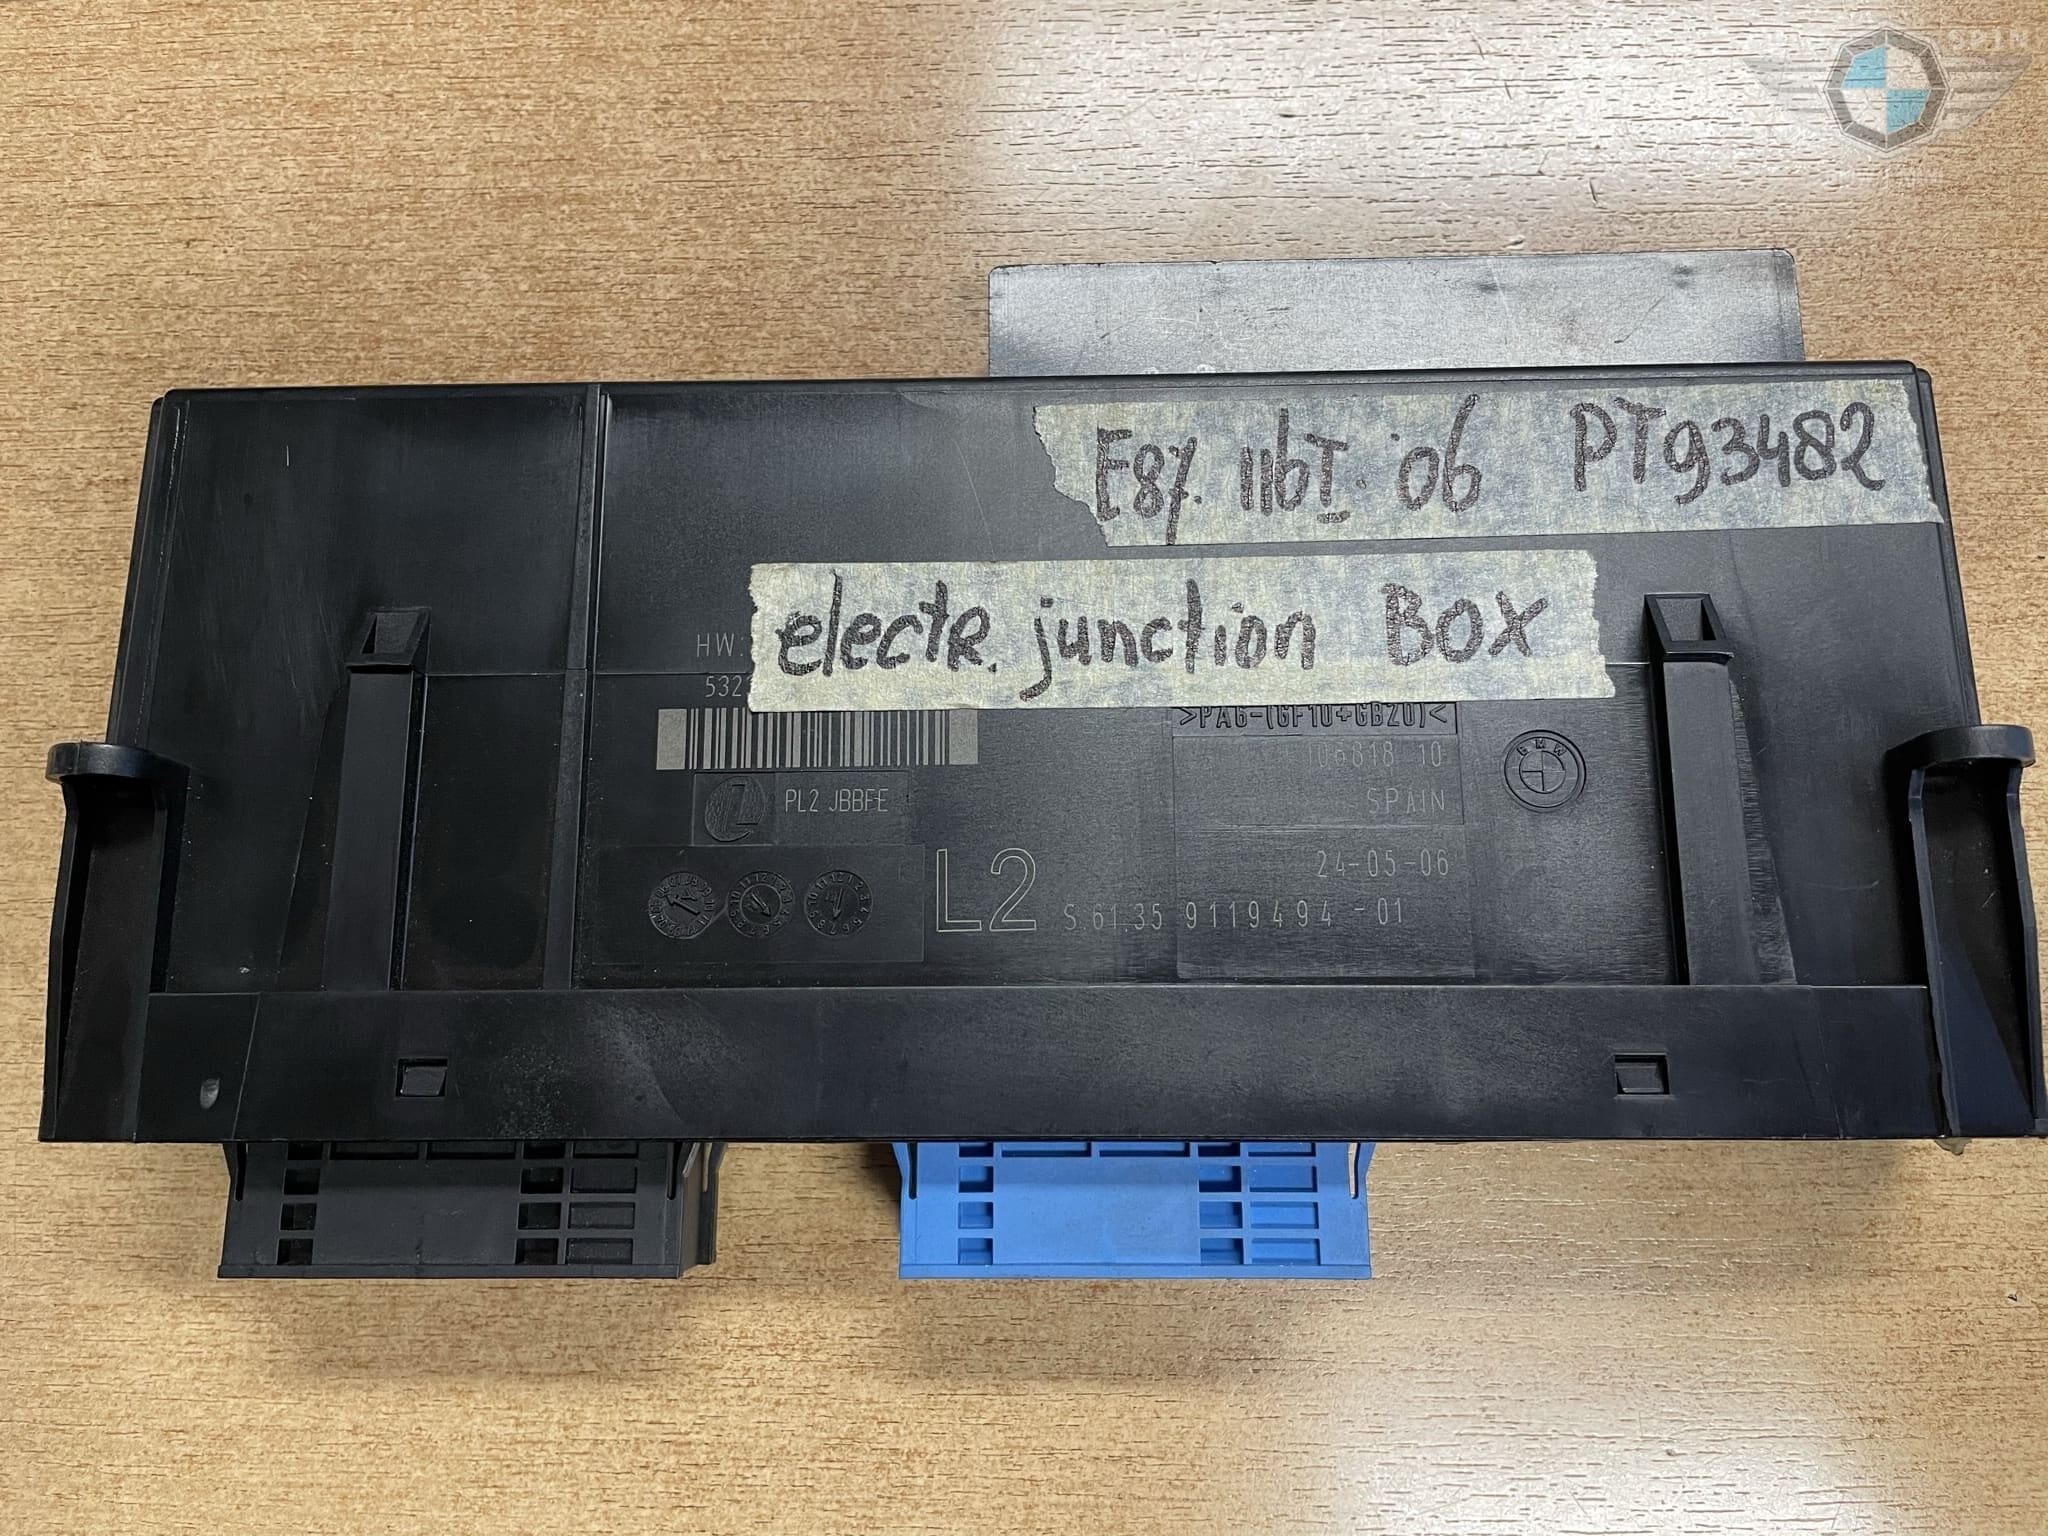 SPIN
E87. 116I. '06 PT93482
electr. junction BOX
HW:
532
>PA6-(GF10+GB20)<
106818 10
PL2 JBBFE
BMW
SPAIN
24-05-06
L2 S 61.35 9119494 -01